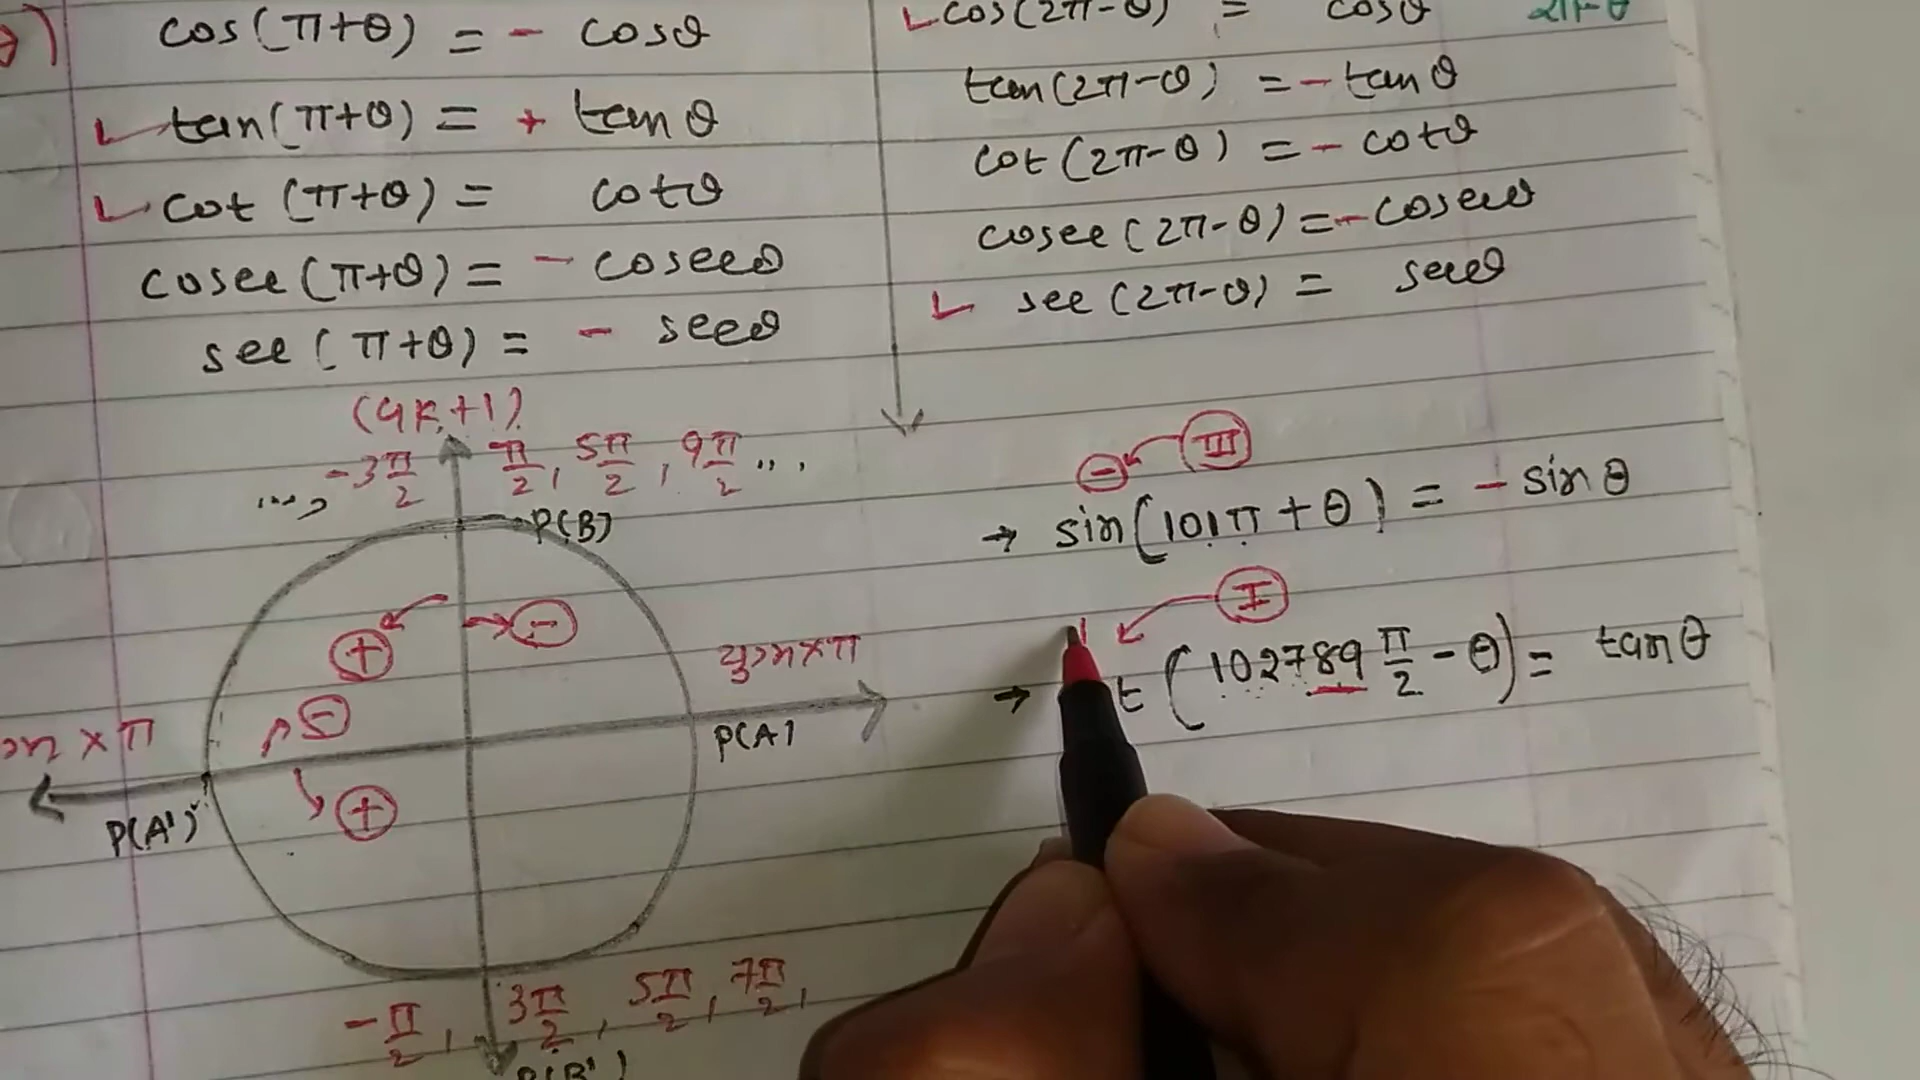 cos(π+θ) = - cosθ
✓ tan(π+θ) = + tanθ
✓ cot(π+θ) = cotθ
cosec(π+θ) = - cosecθ
sec(π+θ) = - secθ
✓ cos(2π-θ) = cosθ
2π-θ
tan(2π-θ) = - tanθ
cot(2π-θ) = - cotθ
cosec(2π-θ) = - cosecθ
✓ sec(2π-θ) = secθ
(4K+1)
..., -3π/2 π/2, 5π/2, 9π/2 ...,
P(B)
+ -
-
+
π×
π×
P(A)
P(A')
-π/2, 3π/2, 5π/2, 7π/2,
P(B')
- III
→ sin(101π+θ) = - sinθ
I
→ t(102789 π/2 - θ) = tanθ